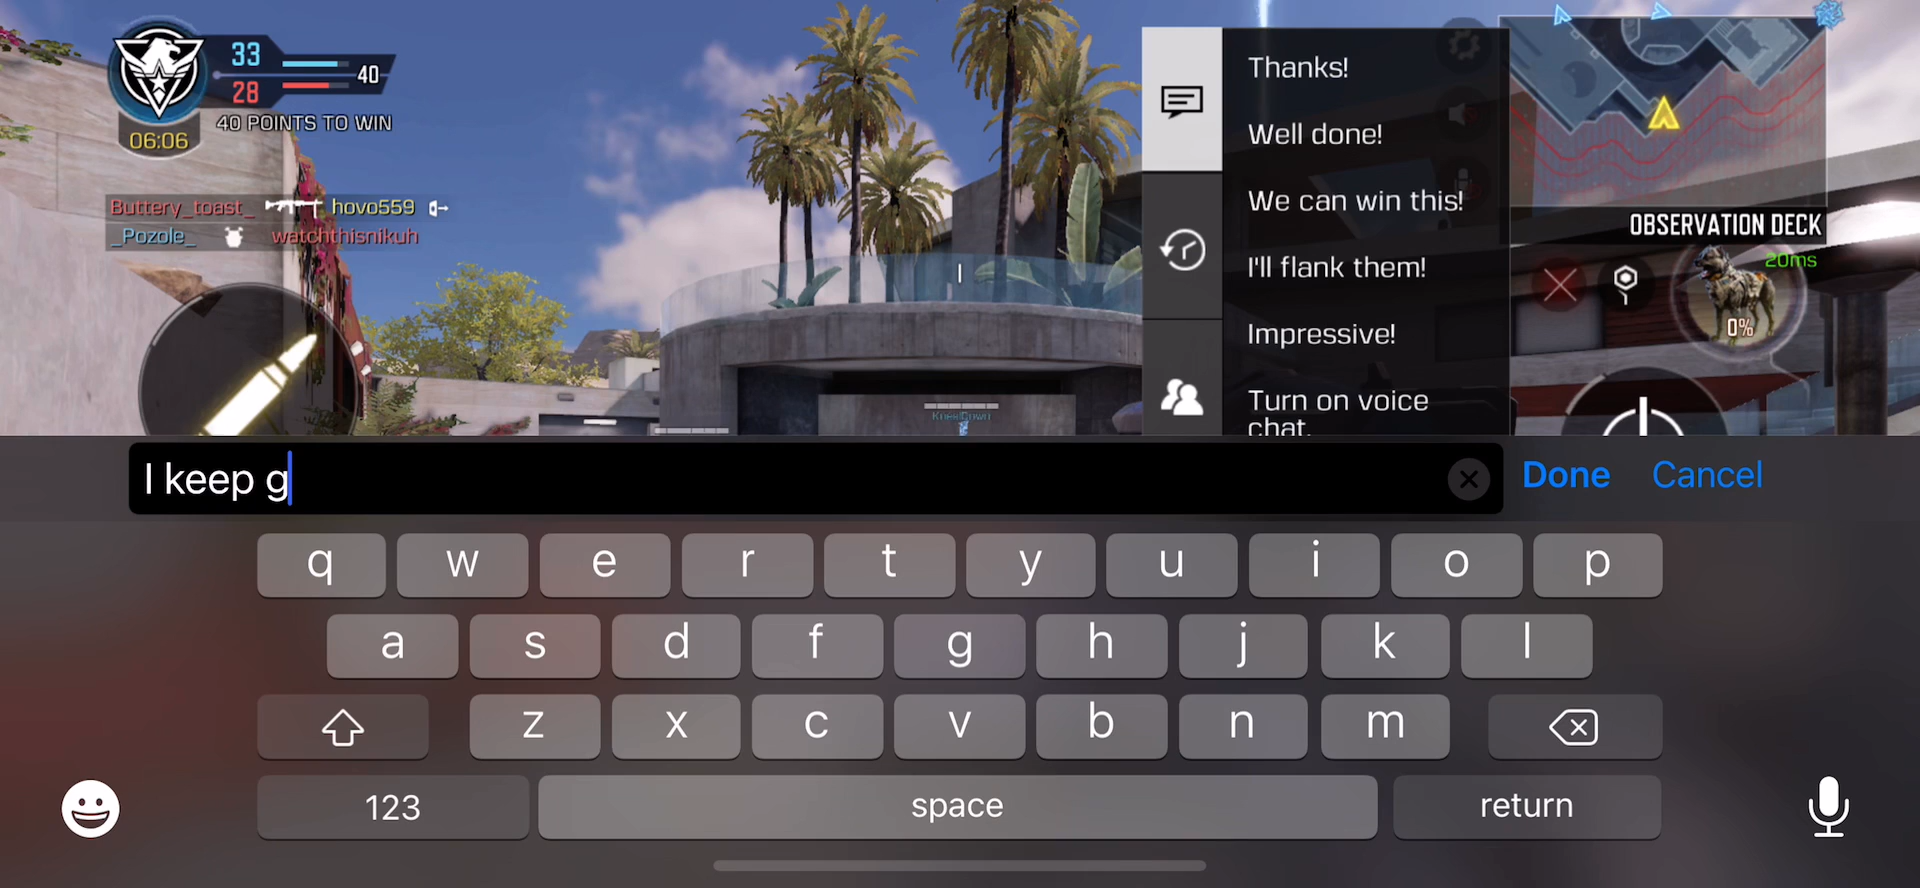 33
28
40
40 POINTS TO WIN
06:06
Buttery_toast_ hovo559
_Pozole_ watchthisnikuh
Thanks!
Well done!
We can win this!
I'll flank them!
Impressive!
Turn on voice
chat.
OBSERVATION DECK
20ms
0%
I keep g
Done
Cancel
q w e r t y u i o p
a s d f g h j k l
z x c v b n m
123
space
return